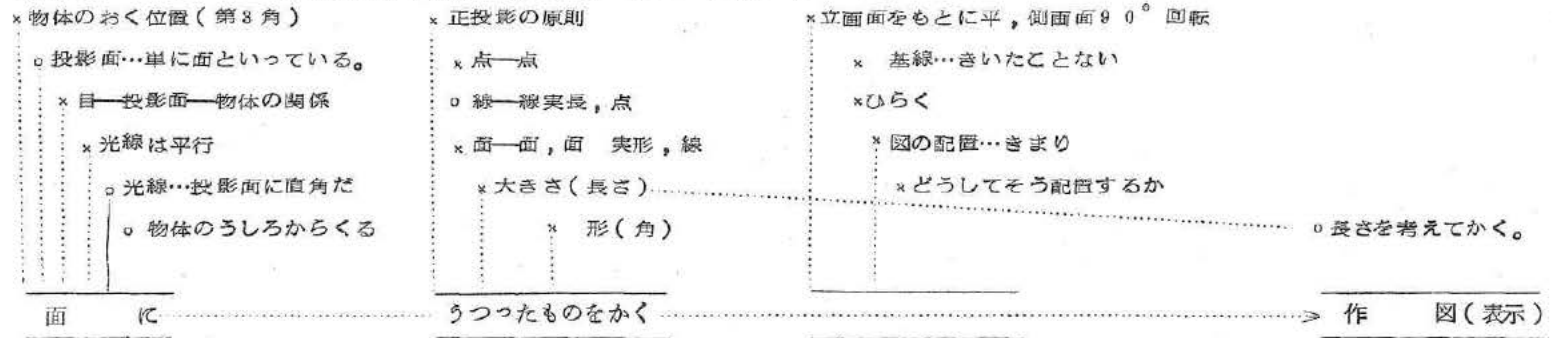 ×物体のおく位置(第3角)
○投影面…単に面といっている。
×目―投影面―物体の関係
×光線は平行
○光線…投影面に直角だ
○物体のうしろからくる
×正投影の原則
×点―点
○線―線実長,点
×面―面,面 実形,線
×大きさ(長さ)
×形(角)
×立画面をもとに平,側画面90°回転
×基線…きいたことない
×ひらく
×図の配置…きまり
×どうしてそう配置するか
○長さを考えてかく。
面に うつったものをかく 作図(表示)